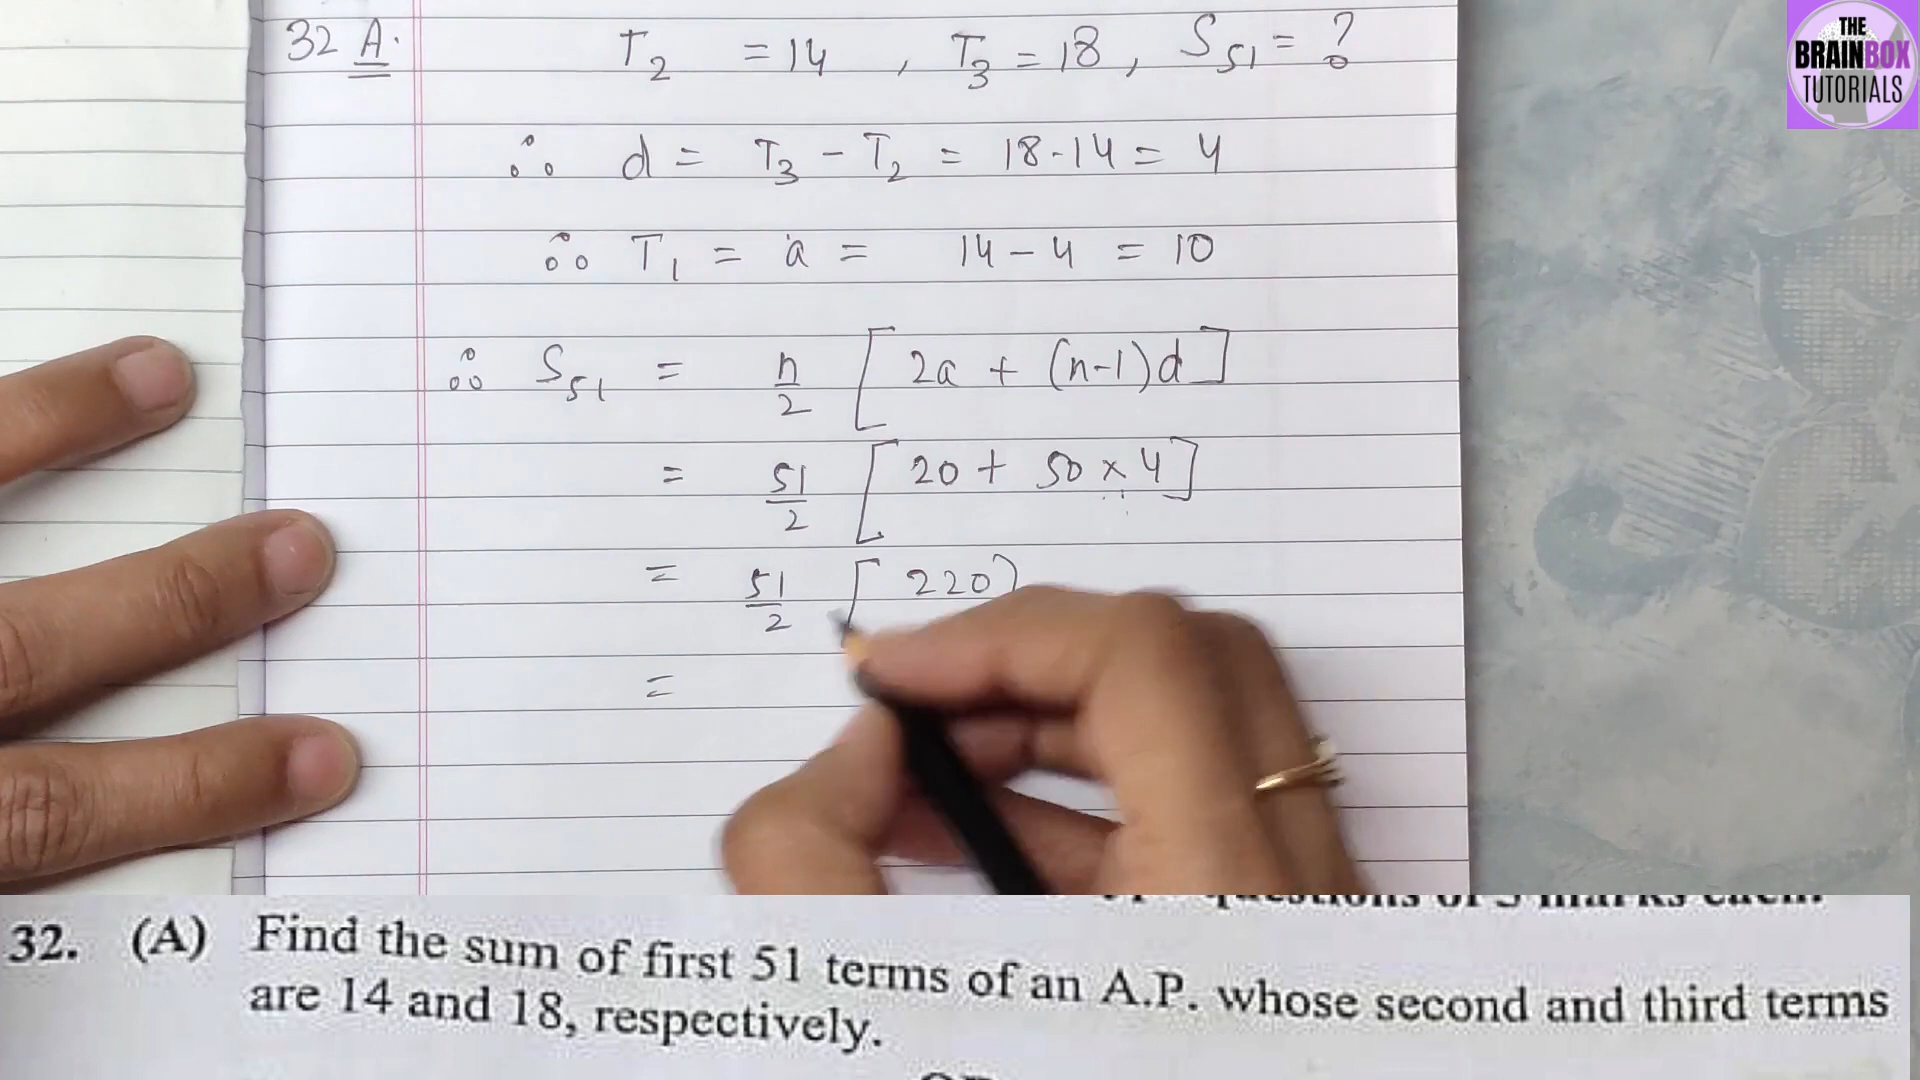 32 A.
T2 = 14 , T3 = 18, S51 = ?
∴ d = T3 - T2 = 18-14 = 4
∴ T1 = a = 14 - 4 = 10
∴ S51 = n/2 [2a + (n-1)d]
= 51/2 [20 + 50 × 4]
= 51/2 [220)
=
THE
BRAINBOX
TUTORIALS
32. (A) Find the sum of first 51 terms of an A.P. whose second and third terms
are 14 and 18, respectively.